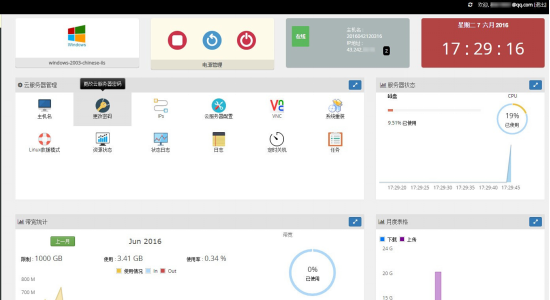 欢迎, @qq.com (退出)
Windows
windows-2003-chinese-lts
电源管理
在线
主机名
IP地址
2
星期二 7 六月 2016
17 : 29 : 16
云服务器管理
更改云服务器密码
主机名
更改密码
IPs
云服务器配置
VNC
系统重装
Linux救援模式
资源状态
状态日志
日志
定时关机
任务
服务器状态
磁盘
9.51% 已使用
CPU
19%
已使用
17:29:20 17:29:25 17:29:30 17:29:35 17:29:40 17:29:45
带宽统计
上一月
Jun 2016
限制: 1000 GB
使用: 3.41 GB
使用率: 0.34 %
使用情况 In Out
800 M
700 M
带宽
0%
已使用
月度表格
下载 上传
24 G
20 G
15 G